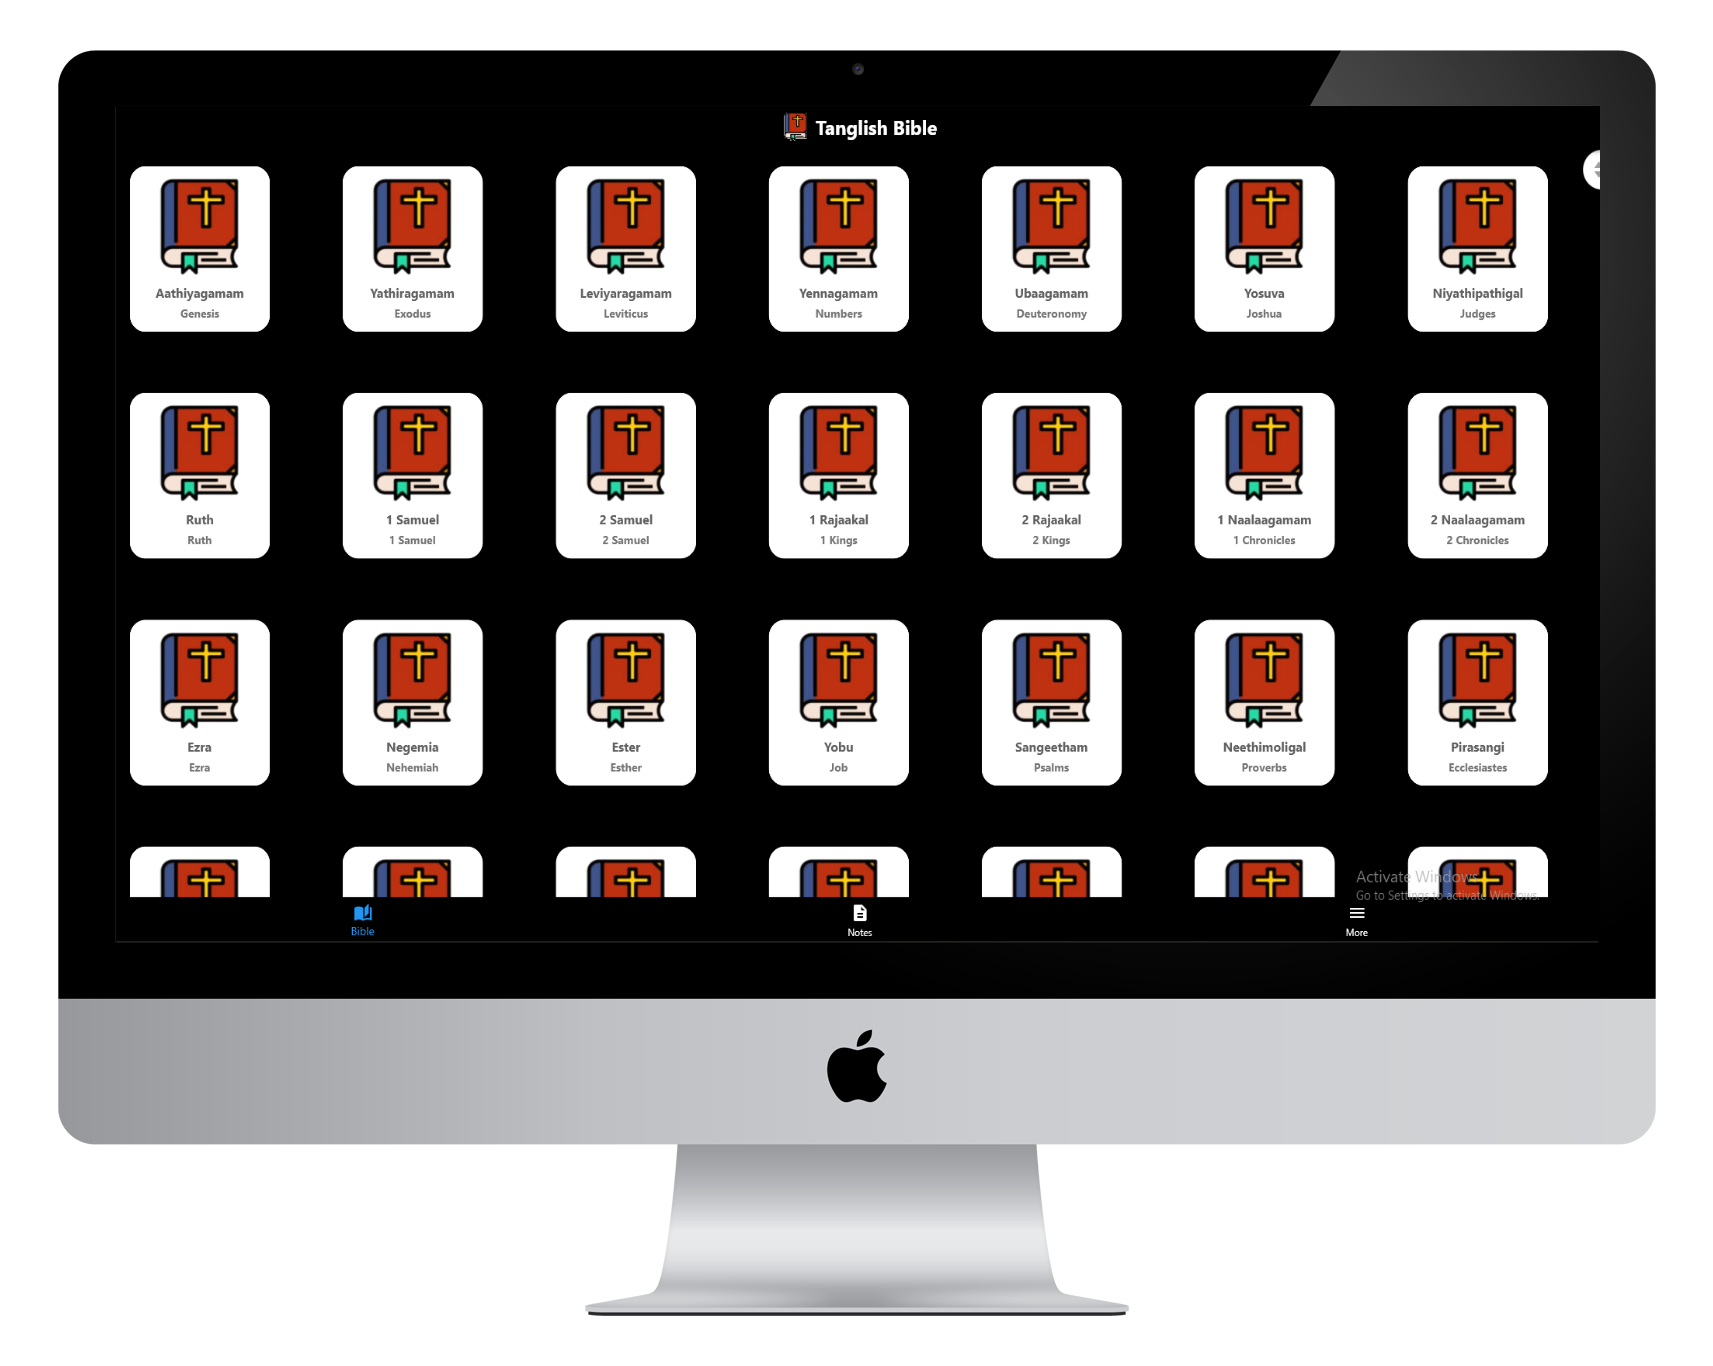 Tanglish Bible
Aathiyagamam
Genesis
Yathiragamam
Exodus
Leviyaragamam
Leviticus
Yennagamam
Numbers
Ubaagamam
Deuteronomy
Yosuva
Joshua
Niyathipathigal
Judges
Ruth
Ruth
1 Samuel
1 Samuel
2 Samuel
2 Samuel
1 Rajaakal
1 Kings
2 Rajaakal
2 Kings
1 Naalaagamam
1 Chronicles
2 Naalaagamam
2 Chronicles
Ezra
Ezra
Negemia
Nehemiah
Ester
Esther
Yobu
Job
Sangeetham
Psalms
Neethimoligal
Proverbs
Pirasangi
Ecclesiastes
Activate Windows
Go to Settings to activate Windows.
Bible
Notes
More